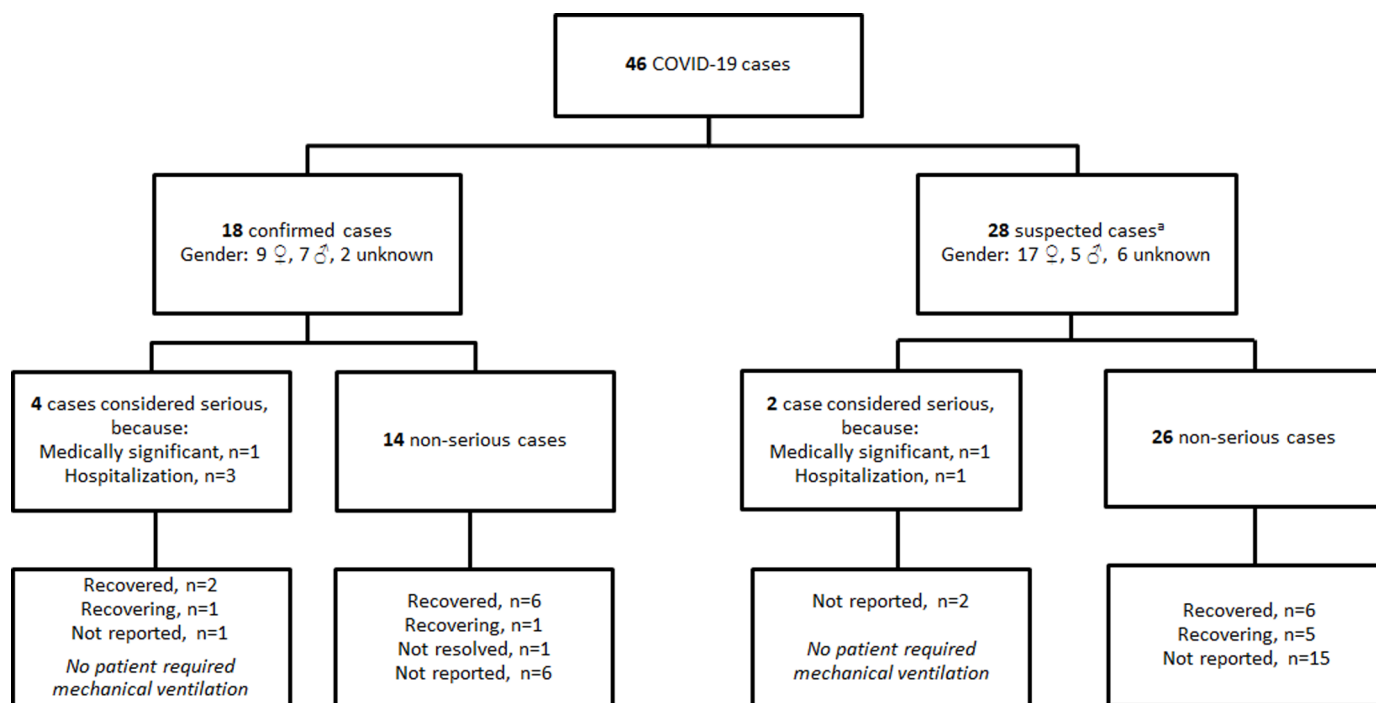 46 COVID-19 cases
18 confirmed cases
Gender: 9 ♀, 7 ♂, 2 unknown
28 suspected casesª
Gender: 17 ♀, 5 ♂, 6 unknown
4 cases considered serious,
because:
Medically significant, n=1
Hospitalization, n=3
14 non-serious cases
2 case considered serious,
because:
Medically significant, n=1
Hospitalization, n=1
26 non-serious cases
Recovered, n=2
Recovering, n=1
Not reported, n=1
No patient required
mechanical ventilation
Recovered, n=6
Recovering, n=1
Not resolved, n=1
Not reported, n=6
Not reported, n=2
No patient required
mechanical ventilation
Recovered, n=6
Recovering, n=5
Not reported, n=15